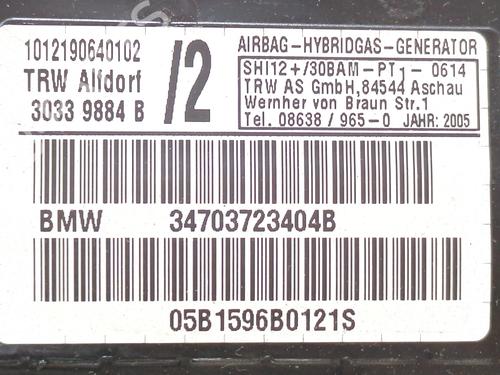 1012190640102
TRW Alfdorf
3033 9884 B
/2
AIRBAG-HYBRIDGAS-GENERATOR
SHI12+/30BAM-PT1-0614
TRW AS GmbH,84544 Aschau
Wernher von Braun Str.1
Tel. 08638/965-0 JAHR: 2005
BMW 34703723404B
05B1596B0121S